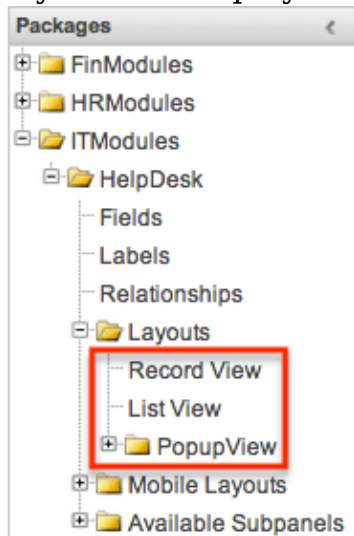 Packages
FinModules
HRModules
ITModules
HelpDesk
Fields
Labels
Relationships
Layouts
Record View
List View
PopupView
Mobile Layouts
Available Subpanels